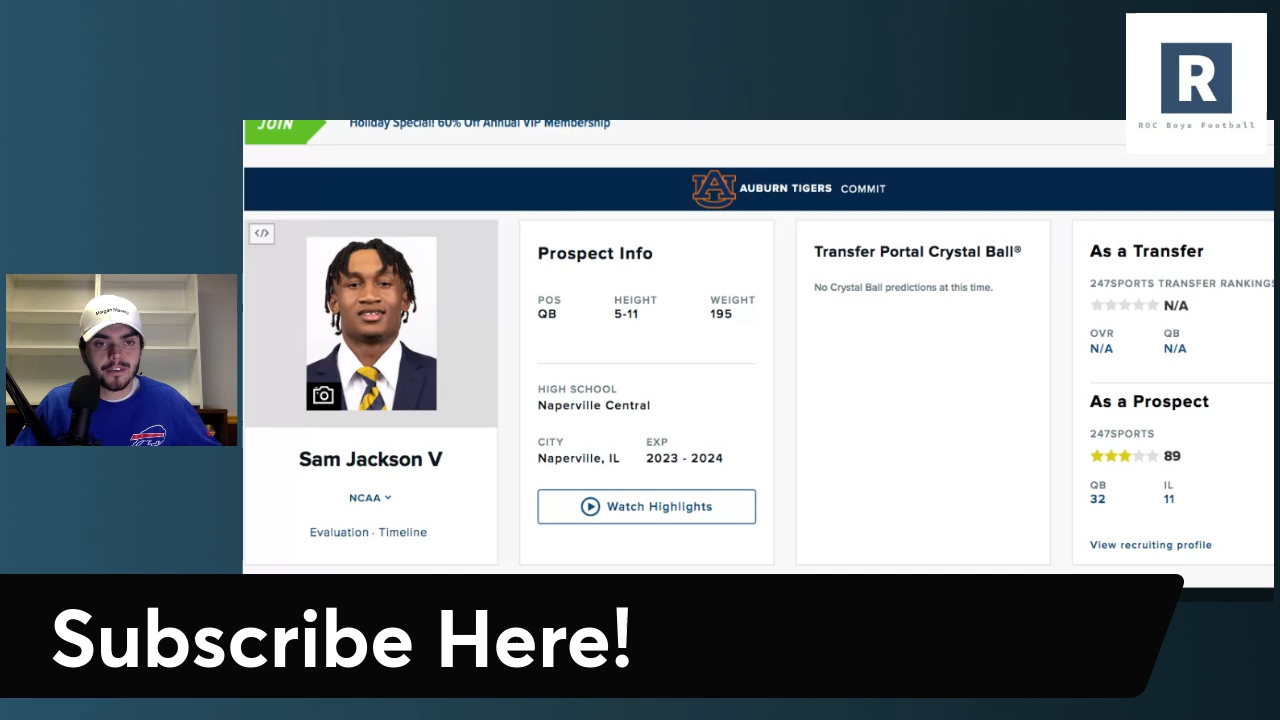 R
ROC Boys Football
JOIN
Holiday Special! 60% Off Annual VIP Membership
AUBURN TIGERS COMMIT
</>
Sam Jackson V
NCAA
Evaluation · Timeline
Prospect Info
POS HEIGHT WEIGHT
QB 5-11 195
HIGH SCHOOL
Naperville Central
CITY EXP
Naperville, IL 2023 - 2024
Watch Highlights
Transfer Portal Crystal Ball®
No Crystal Ball predictions at this time.
As a Transfer
247SPORTS TRANSFER RANKINGS
N/A
OVR QB
N/A N/A
As a Prospect
247SPORTS
89
QB IL
32 11
View recruiting profile
Morgan Stanley
Subscribe Here!